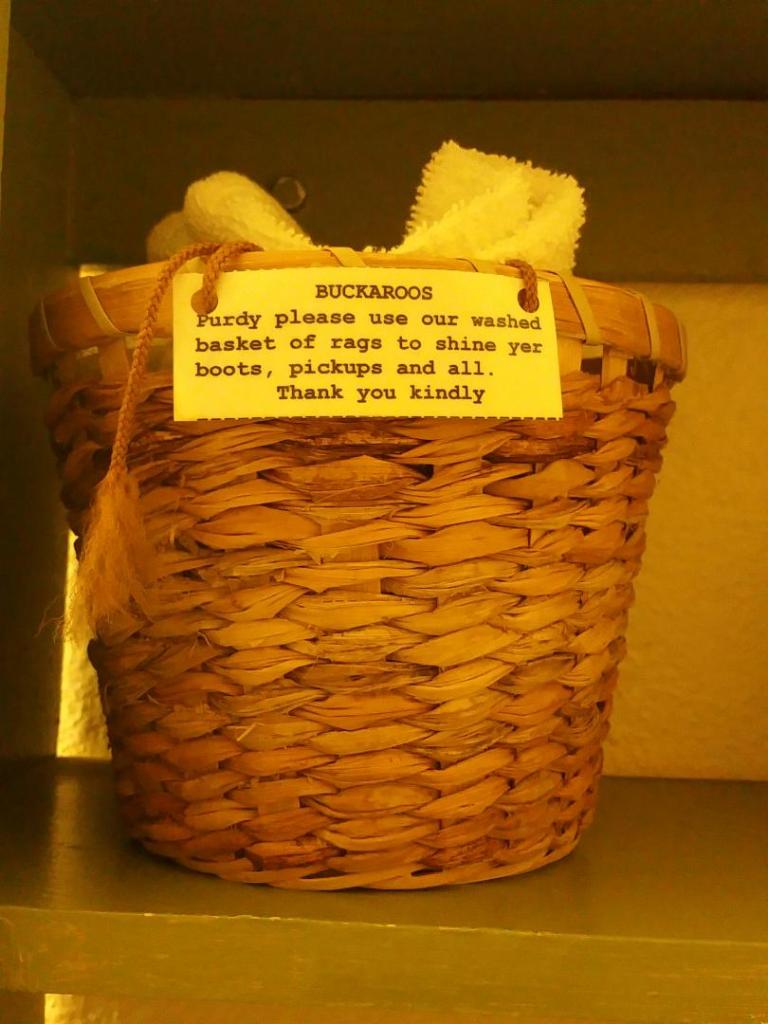 BUCKAROOS
Purdy please use our washed
basket of rags to shine yer
boots, pickups and all.
Thank you kindly